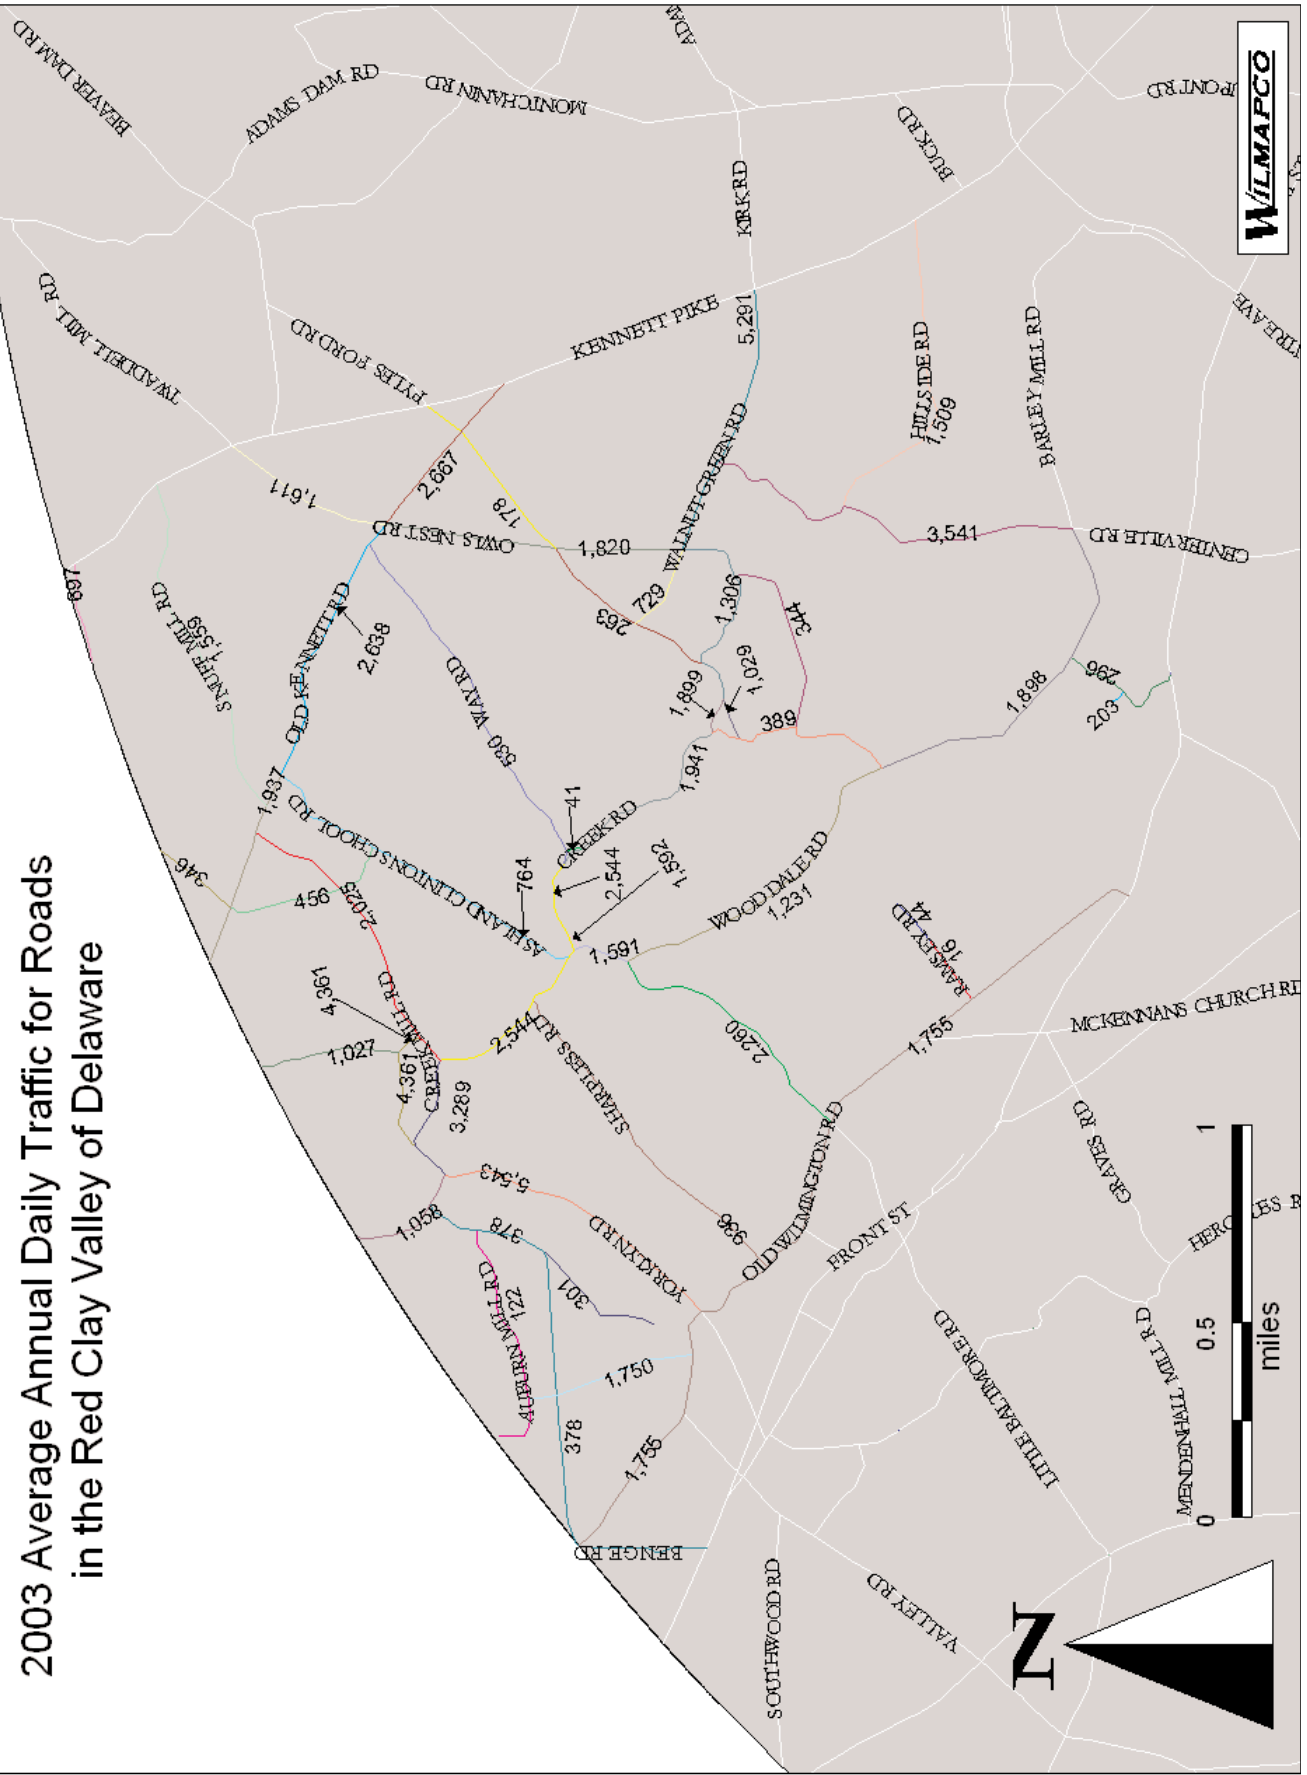 2003 Average Annual Daily Traffic for Roads
in the Red Clay Valley of Delaware
BEAVER DAM RD
ADAMS DAM RD
MONTCHANIN RD
BUCK RD
KIRK RD
TWADDELL MILL RD
PYLES FORD RD
KENNETT PIKE
5,291
HILLSIDE RD
1,509
BARLEY MILL RD
WALNUT GREEN RD
CENTERVILLE RD
3,541
1,611
2,667
178
OWLS NEST RD
1,820
729
263
1,306
344
1,029
1,899
389
1,941
1,898
296
203
697
SNUFF MILL RD
1,559
OLD KENNETT RD
2,638
WAY RD
530
41
CREEK RD
1,937
ASHLAND CLINTON SCHOOL RD
764
2,544
1,592
1,591
WOODDALE RD
1,231
RAMSEY RD
44
16
346
456
2,025
CREEK MILL RD
4,361
4,361
1,027
3,289
2,544
SHARPLESS RD
936
2,260
1,755
OLD WILMINGTON RD
MCKENNANS CHURCH RD
GRAVES RD
FRONT ST
5,543
YORKLYN RD
1,058
378
301
AUBURN MILL RD
122
41
378
1,750
1,755
BENGE RD
LITTLE BALTIMORE RD
MENDENHALL MILL RD
VALLEY RD
SOUTHWOOD RD
N
0 0.5 1
miles
WILMAPCO